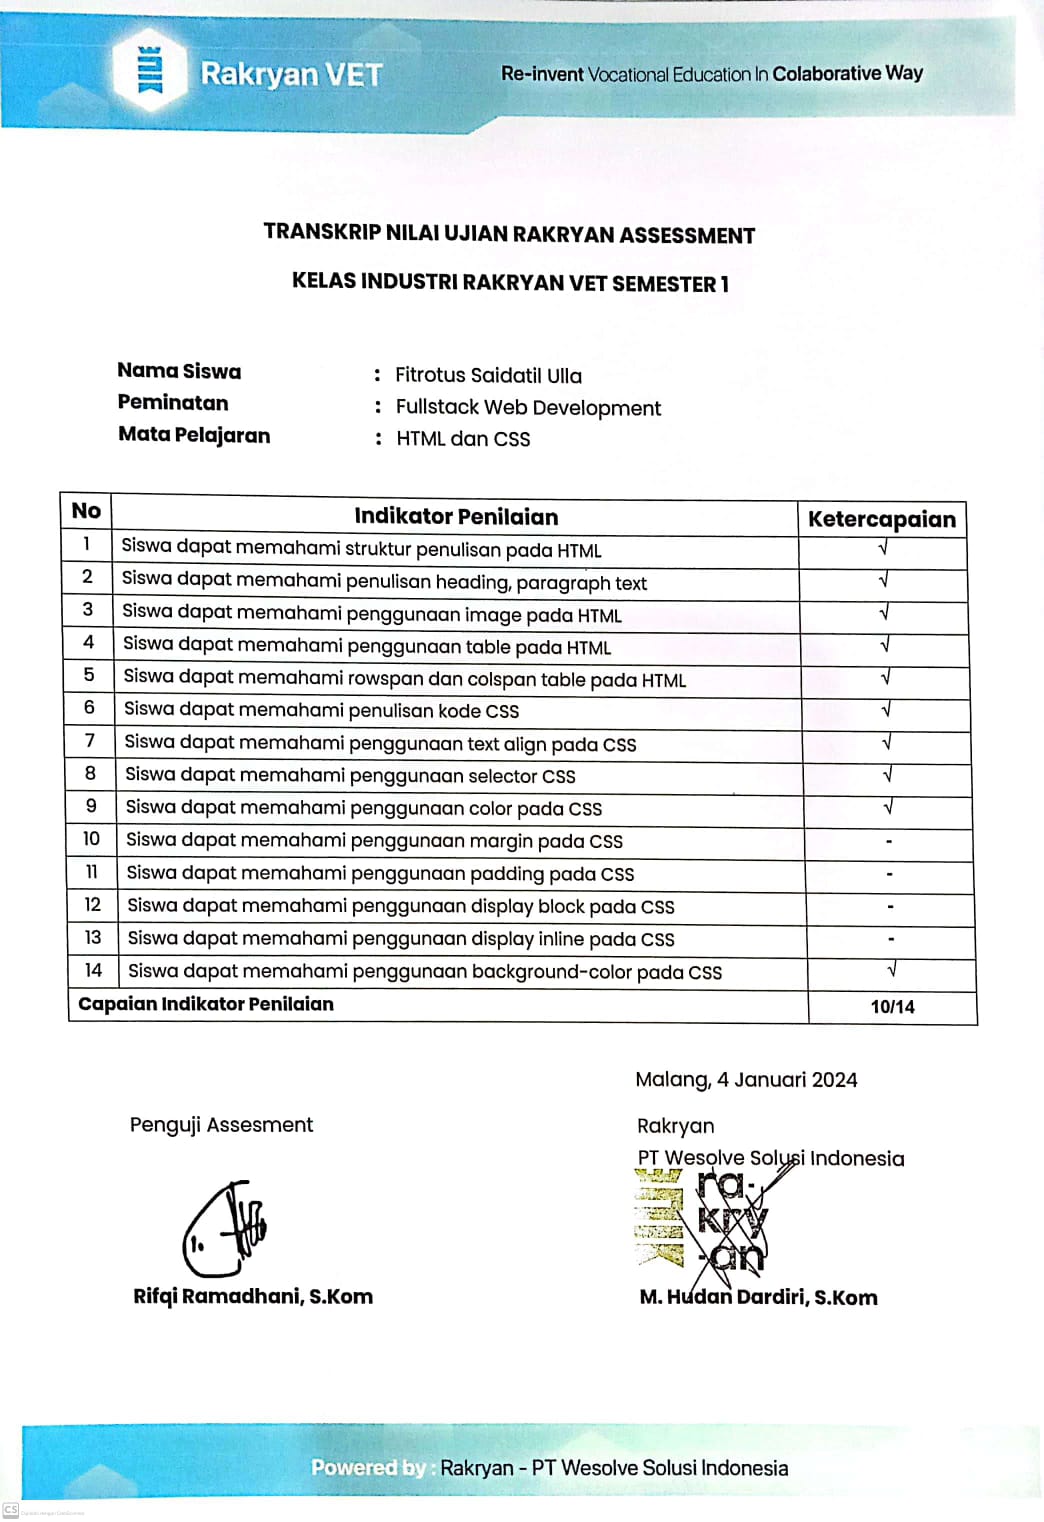 Rakryan VET
Re-invent Vocational Education In Colaborative Way
TRANSKRIP NILAI UJIAN RAKRYAN ASSESSMENT
KELAS INDUSTRI RAKRYAN VET SEMESTER 1
Nama Siswa : Fitrotus Saidatil Ulla
Peminatan : Fullstack Web Development
Mata Pelajaran : HTML dan CSS
No Indikator Penilaian Ketercapaian
1 Siswa dapat memahami struktur penulisan pada HTML √
2 Siswa dapat memahami penulisan heading, paragraph text √
3 Siswa dapat memahami penggunaan image pada HTML √
4 Siswa dapat memahami penggunaan table pada HTML √
5 Siswa dapat memahami rowspan dan colspan table pada HTML √
6 Siswa dapat memahami penulisan kode CSS √
7 Siswa dapat memahami penggunaan text align pada CSS √
8 Siswa dapat memahami penggunaan selector CSS √
9 Siswa dapat memahami penggunaan color pada CSS √
10 Siswa dapat memahami penggunaan margin pada CSS -
11 Siswa dapat memahami penggunaan padding pada CSS -
12 Siswa dapat memahami penggunaan display block pada CSS -
13 Siswa dapat memahami penggunaan display inline pada CSS -
14 Siswa dapat memahami penggunaan background-color pada CSS √
Capaian Indikator Penilaian 10/14
Malang, 4 Januari 2024
Penguji Assesment
Rakryan
PT Wesolve Solusi Indonesia
ra-
kry
-an
Rifqi Ramadhani, S.Kom
M. Hudan Dardiri, S.Kom
Powered by : Rakryan - PT Wesolve Solusi Indonesia
CS